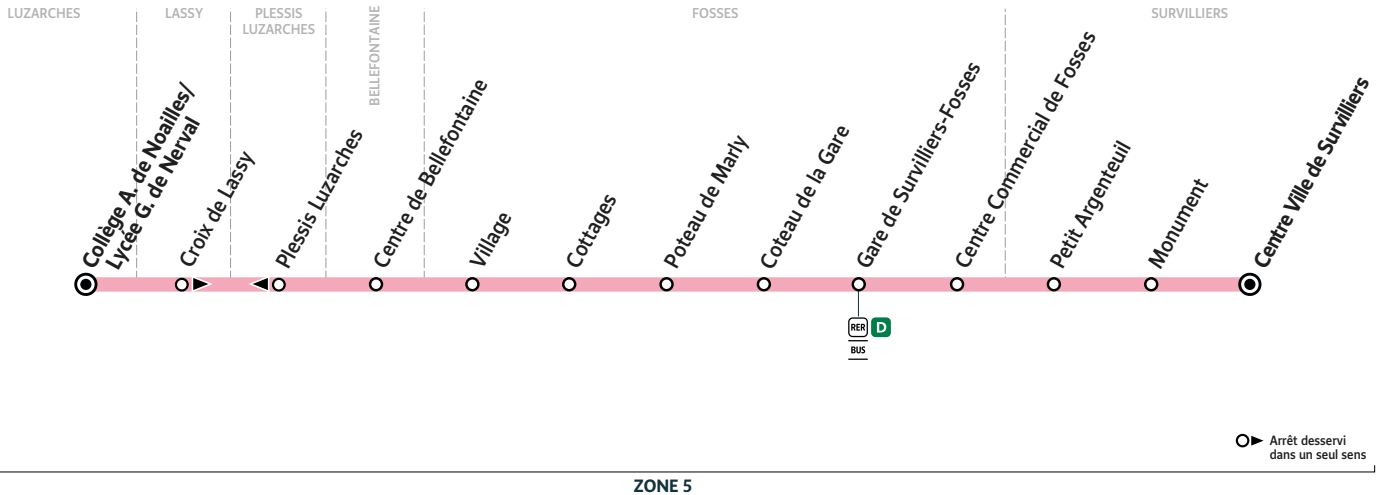 LUZARCHES
LASSY
PLESSIS
LUZARCHES
BELLEFONTAINE
FOSSES
SURVILLIERS
Collège A. de Noailles/
Lycée G. de Nerval
Croix de Lassy
Plessis Luzarches
Centre de Bellefontaine
Village
Cottages
Poteau de Marly
Coteau de la Gare
Gare de Survilliers-Fosses
Centre Commercial de Fosses
Petit Argenteuil
Monument
Centre Ville de Survilliers
RER D
BUS
Arrêt desservi
dans un seul sens
ZONE 5